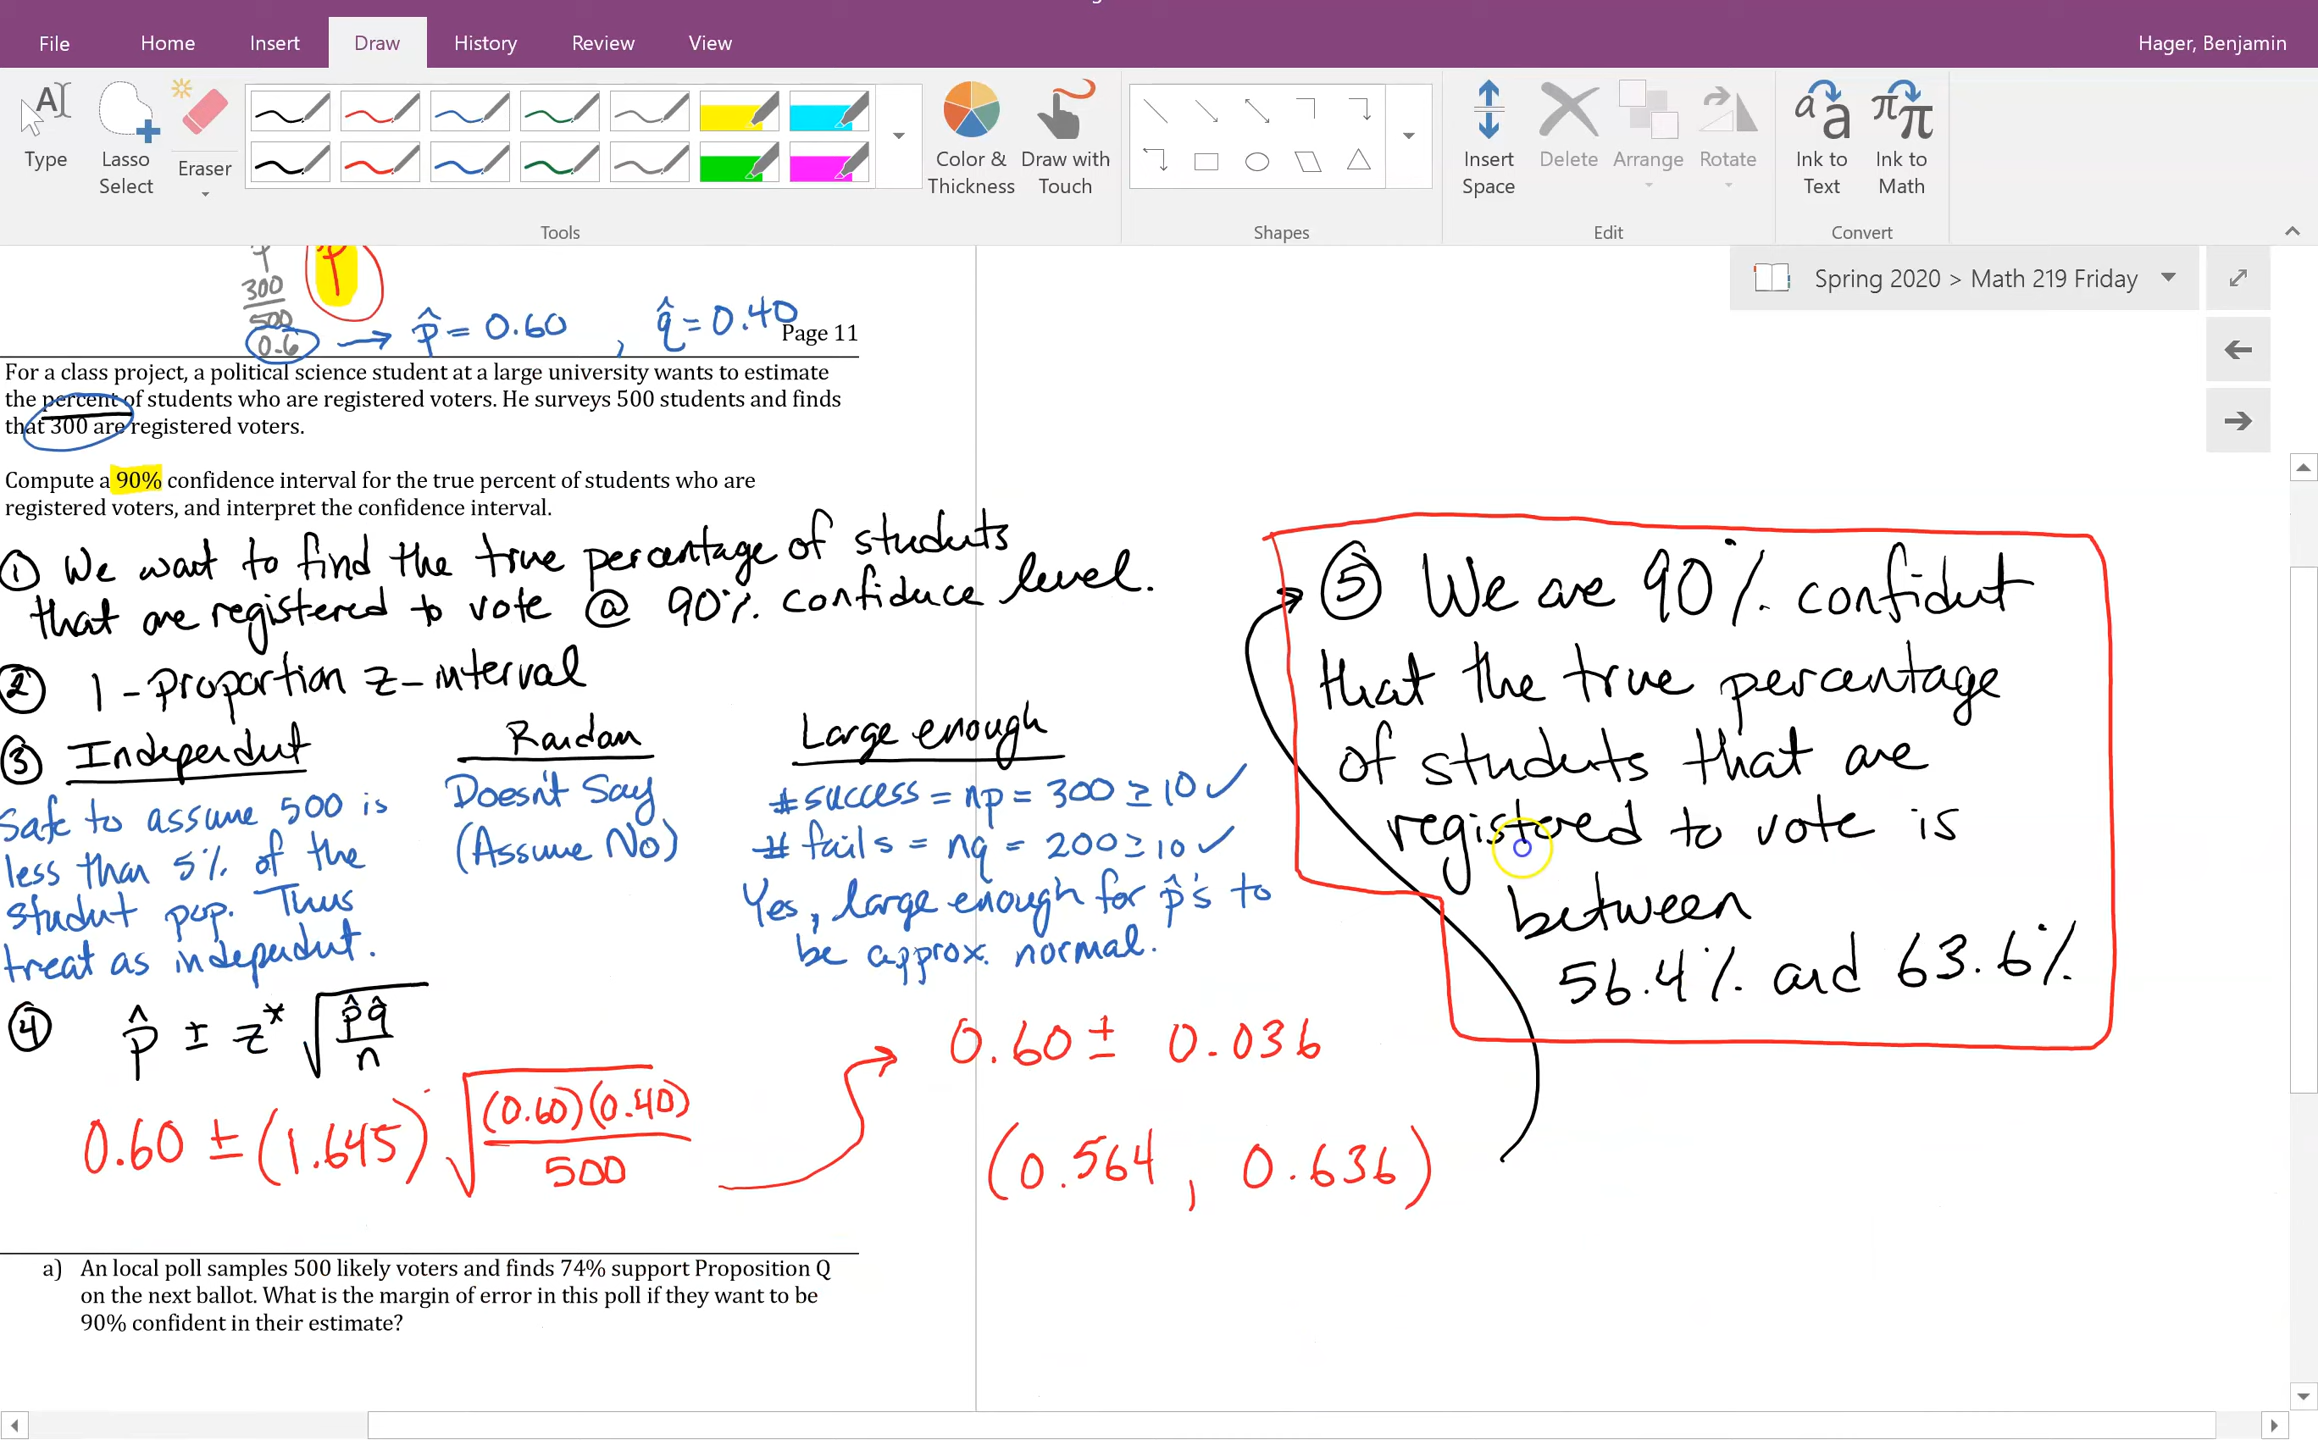 File Home Insert Draw History Review View Hager, Benjamin
Type
Lasso Select
Eraser
Color & Thickness
Draw with Touch
Insert Space
Delete
Arrange
Rotate
Ink to Text
Ink to Math
Tools Shapes Edit Convert
Spring 2020 > Math 219 Friday
300
500
0.6 → p̂ = 0.60 , q̂ = 0.40
Page 11
For a class project, a political science student at a large university wants to estimate
the percent of students who are registered voters. He surveys 500 students and finds
that 300 are registered voters.
Compute a 90% confidence interval for the true percent of students who are
registered voters, and interpret the confidence interval.
① We want to find the true percentage of students
that are registered to vote @ 90% confidence level.
② 1-Proportion z-interval
③ Independent Random Large enough
Safe to assume 500 is
less than 5% of the
student pop. Thus
treat as independent.
Doesn't Say
(Assume No)
# success = np = 300 ≥ 10 ✓
# fails = nq = 200 ≥ 10 ✓
Yes, large enough for p̂'s to
be approx. normal.
④ p̂ ± z* √(p̂q̂/n)
0.60 ± (1.645) √((0.60)(0.40)/500)
0.60 ± 0.036
(0.564, 0.636)
⑤ We are 90% confident
that the true percentage
of students that are
registered to vote is
between
56.4% and 63.6%
a) An local poll samples 500 likely voters and finds 74% support Proposition Q
on the next ballot. What is the margin of error in this poll if they want to be
90% confident in their estimate?